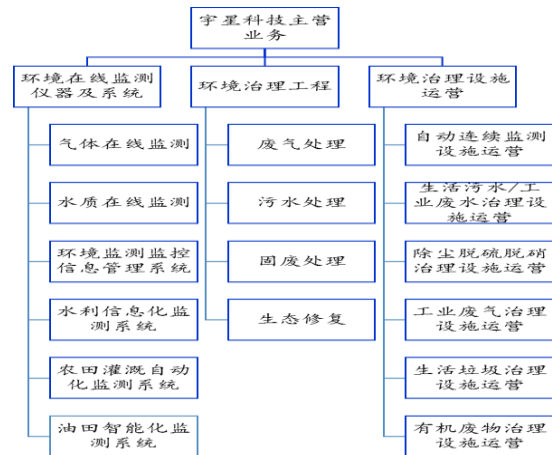 宇星科技主营
业务
环境在线监测
仪器及系统
气体在线监测
水质在线监测
环境监测监控
信息管理系统
水利信息化监
测系统
农田灌溉自动
化监测系统
油田智能化监
测系统
环境治理工程
废气处理
污水处理
固废处理
生态修复
环境治理设施
运营
自动连续监测
设施运营
生活污水/工
业废水治理设
施运营
除尘脱硫脱硝
治理设施运营
工业废气治理
设施运营
生活垃圾治理
设施运营
有机废物治理
设施运营